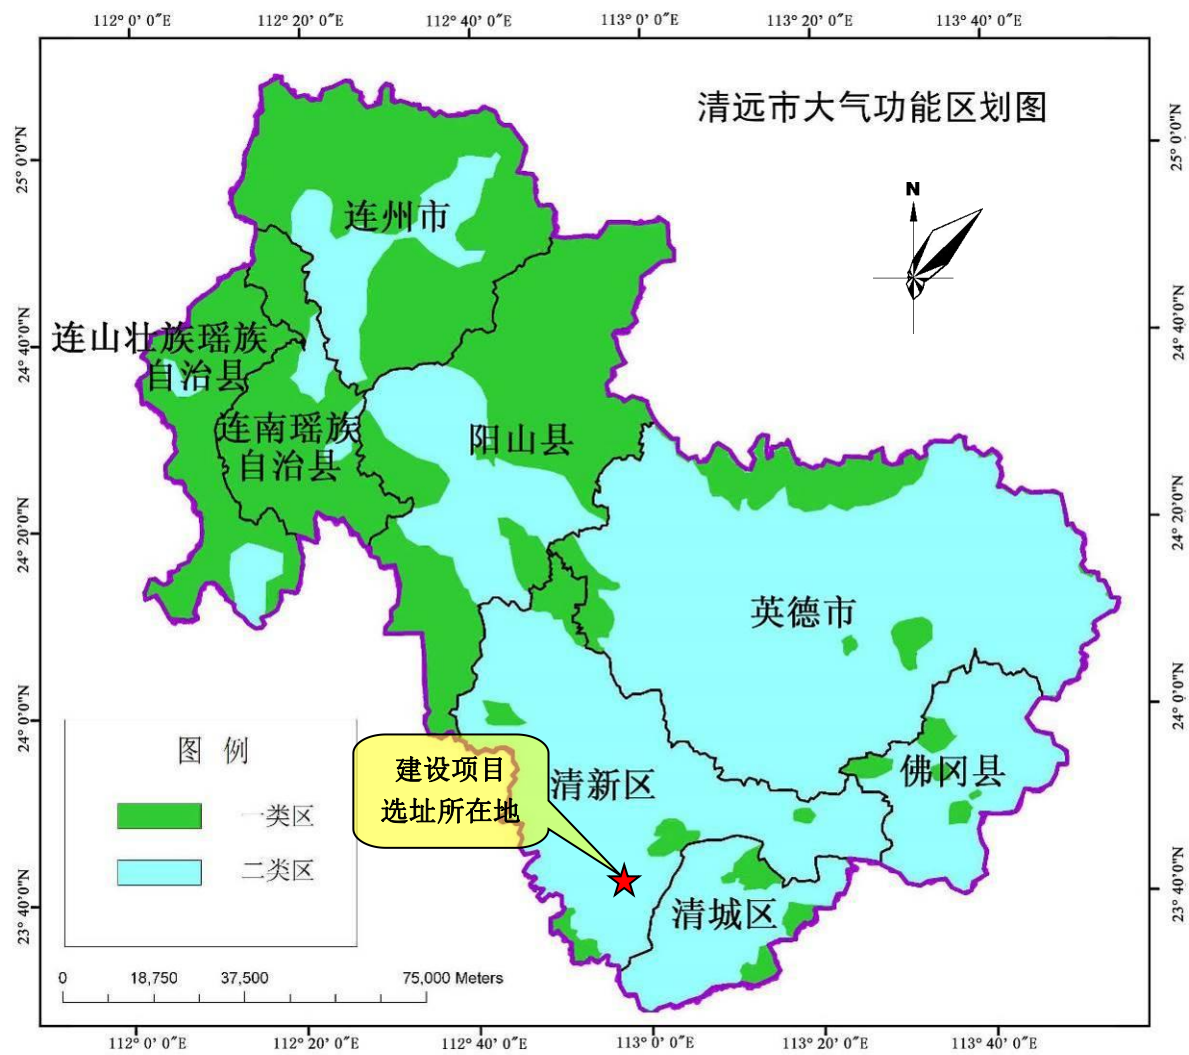 112° 0′ 0″E
112° 20′ 0″E
112° 40′ 0″E
113° 0′ 0″E
113° 20′ 0″E
113° 40′ 0″E
清远市大气功能区划图
N
25° 0′0″N
25° 0′0″N
连州市
24° 40′0″N
24° 40′0″N
连山壮族瑶族
自治县
连南瑶族
自治县
阳山县
24° 20′0″N
24° 20′0″N
英德市
24° 0′0″N
24° 0′0″N
图 例
一类区
二类区
建设项目
选址所在地
清新区
佛冈县
清城区
23° 40′0″N
23° 40′0″N
0 18,750 37,500 75,000 Meters
112° 0′ 0″E
112° 20′ 0″E
112° 40′ 0″E
113° 0′ 0″E
113° 20′ 0″E
113° 40′ 0″E